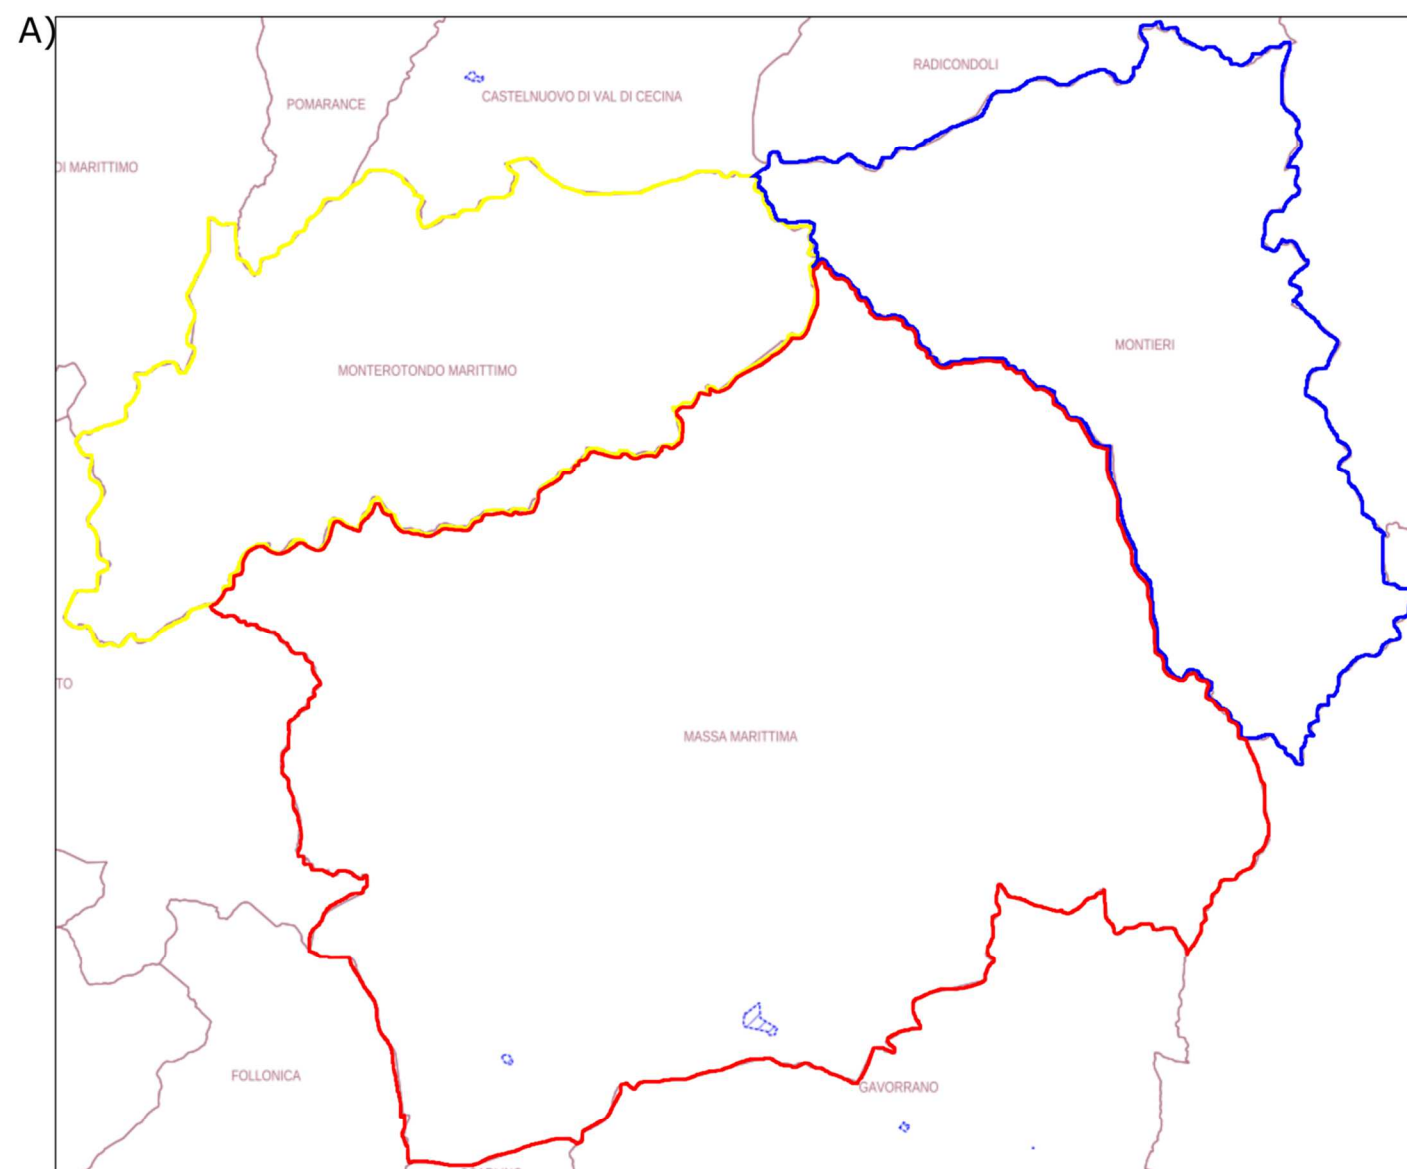 A)
RADICONDOLI
CASTELNUOVO DI VAL DI CECINA
POMARANCE
DI MARITTIMO
MONTIERI
MONTEROTONDO MARITTIMO
TO
MASSA MARITTIMA
FOLLONICA
GAVORRANO